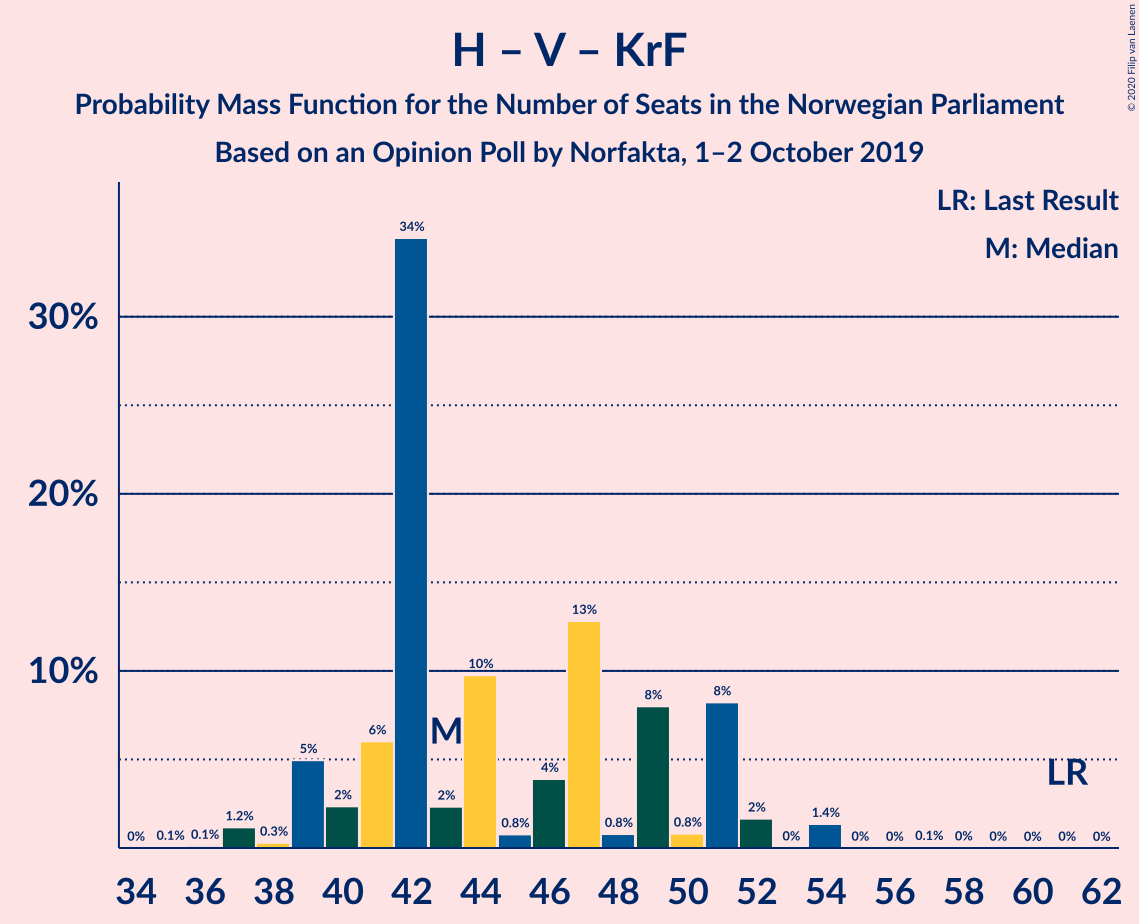 H – V – KrF
Probability Mass Function for the Number of Seats in the Norwegian Parliament
Based on an Opinion Poll by Norfakta, 1–2 October 2019
© 2020 Filip van Laenen
LR: Last Result
M: Median
30%
20%
10%
0% 0.1% 0.1% 1.2% 0.3% 5% 2% 6% 34% 2% 10% 0.8% 4% 13% 0.8% 8% 0.8% 8% 2% 0% 1.4% 0% 0% 0.1% 0% 0% 0% 0% 0%
M
LR
34 36 38 40 42 44 46 48 50 52 54 56 58 60 62